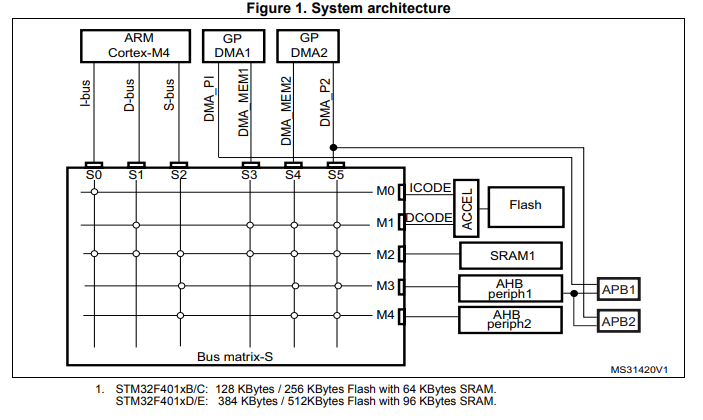 Figure 1. System architecture
ARM
Cortex-M4
GP
DMA1
GP
DMA2
I-bus
D-bus
S-bus
DMA_PI
DMA_MEM1
DMA_MEM2
DMA_P2
S0 S1 S2 S3 S4 S5
M0 ICODE
M1 DCODE
ACCEL
Flash
M2 SRAM1
M3 AHB
periph1
M4 AHB
periph2
APB1
APB2
Bus matrix-S
MS31420V1
1. STM32F401xB/C: 128 KBytes / 256 KBytes Flash with 64 KBytes SRAM.
STM32F401xD/E: 384 KBytes / 512KBytes Flash with 96 KBytes SRAM.